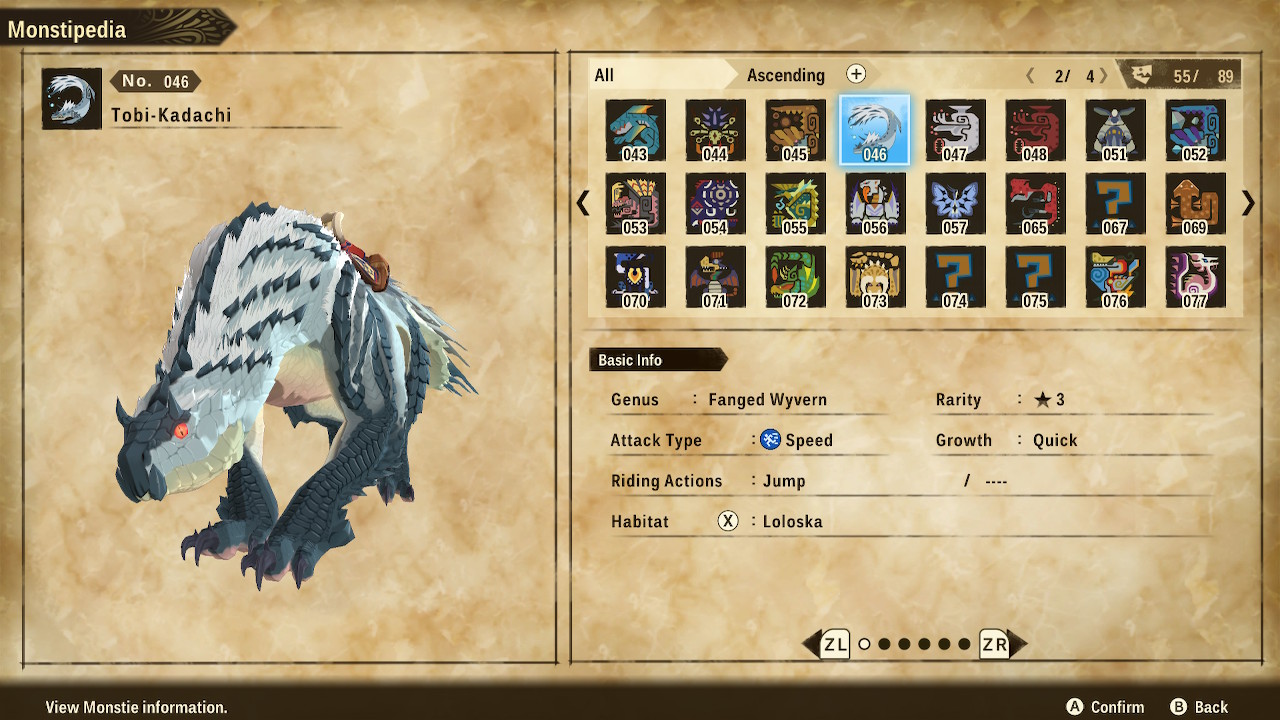 Monstipedia
No. 046
Tobi-Kadachi
All
Ascending
2/ 4
55/ 89
043 044 045 046 047 048 051 052
053 054 055 056 057 065 067 069
070 071 072 073 074 075 076 077
Basic Info
Genus : Fanged Wyvern
Rarity : ★ 3
Attack Type : Speed
Growth : Quick
Riding Actions : Jump / ----
Habitat X : Loloska
ZL ZR
View Monstie information.
A Confirm B Back